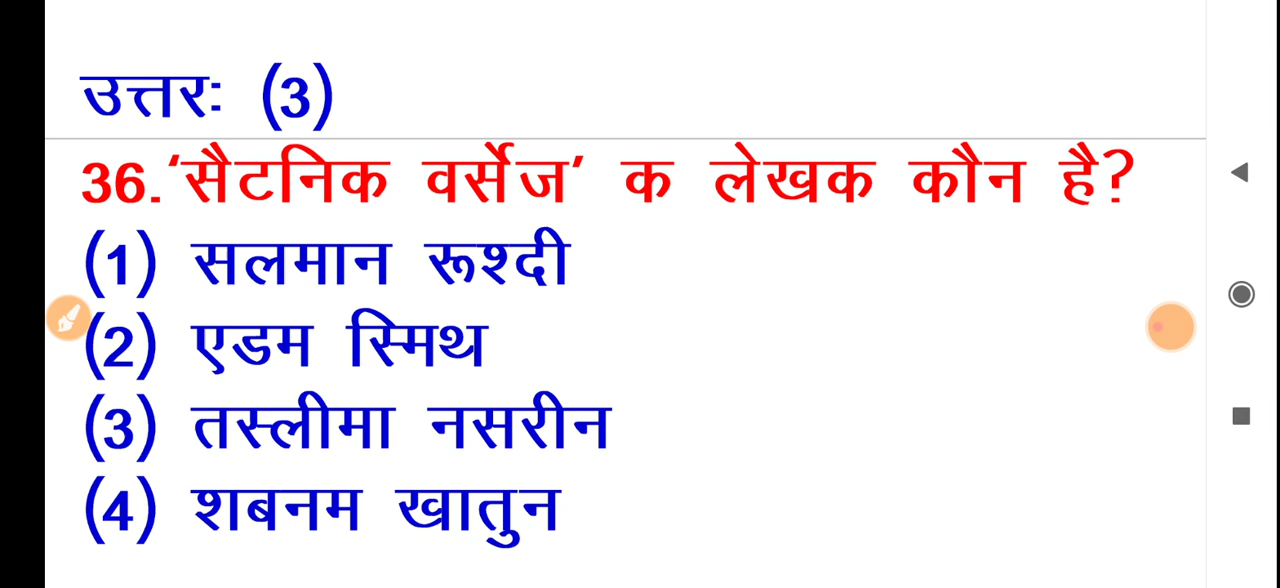 उत्तरः (3)
36. ‘सैटनिक वर्सेज’ क लेखक कौन है?
(1) सलमान रूश्दी
(2) एडम स्मिथ
(3) तस्लीमा नसरीन
(4) शबनम खातुन